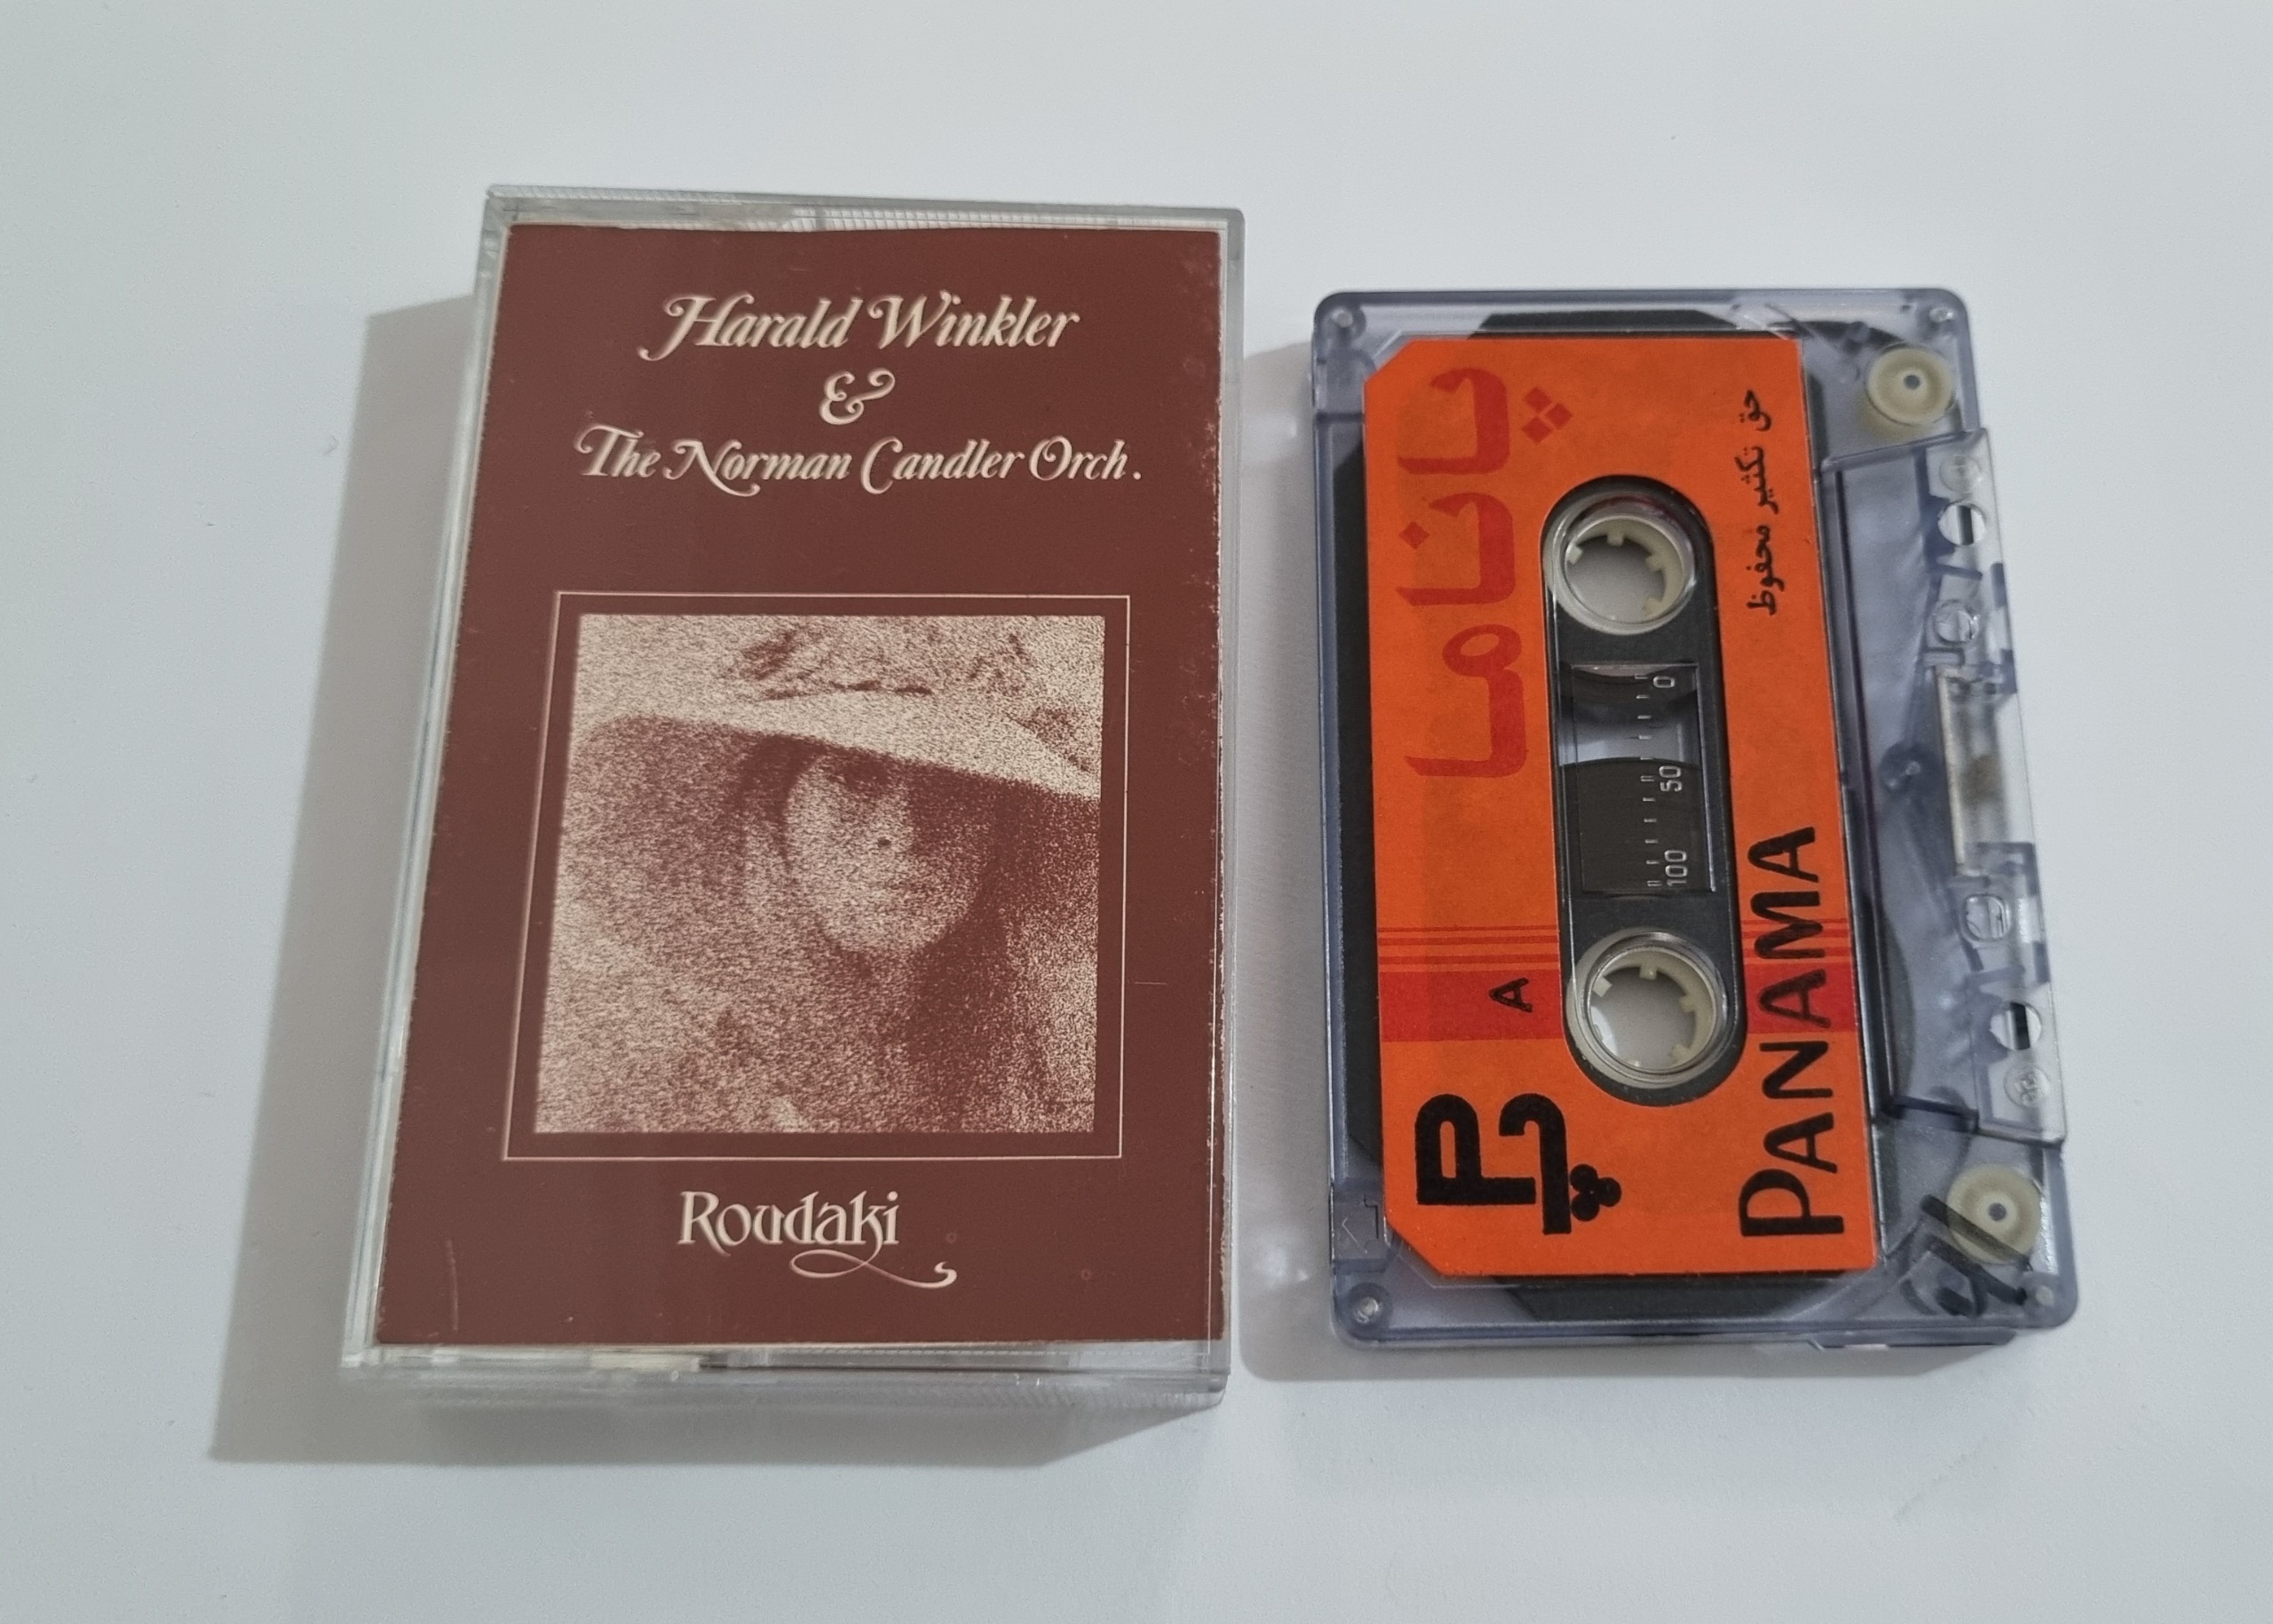 Harald Winkler
&
The Norman Candler Orch.
Roudaki
پاناما
حق تکثیر محفوظ
0 50 100
A
P
پ
PANAMA